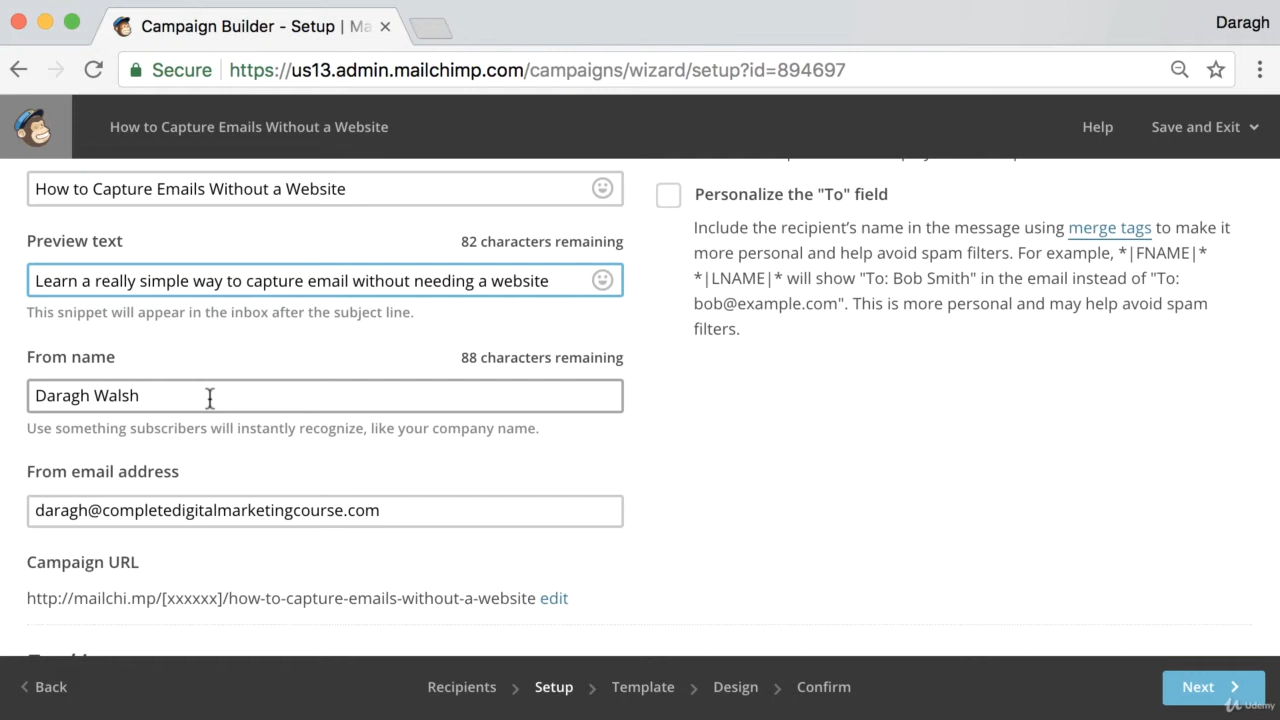 Campaign Builder - Setup | Ma
Daragh
Secure https://us13.admin.mailchimp.com/campaigns/wizard/setup?id=894697
How to Capture Emails Without a Website
Help
Save and Exit
How to Capture Emails Without a Website
Preview text
82 characters remaining
Learn a really simple way to capture email without needing a website
This snippet will appear in the inbox after the subject line.
From name
88 characters remaining
Daragh Walsh
Use something subscribers will instantly recognize, like your company name.
From email address
daragh@completedigitalmarketingcourse.com
Campaign URL
http://mailchi.mp/[xxxxxx]/how-to-capture-emails-without-a-website edit
Personalize the "To" field
Include the recipient's name in the message using merge tags to make it
more personal and help avoid spam filters. For example, *|FNAME|*
*|LNAME|* will show "To: Bob Smith" in the email instead of "To:
bob@example.com". This is more personal and may help avoid spam
filters.
Back
Recipients
Setup
Template
Design
Confirm
Next
Udemy